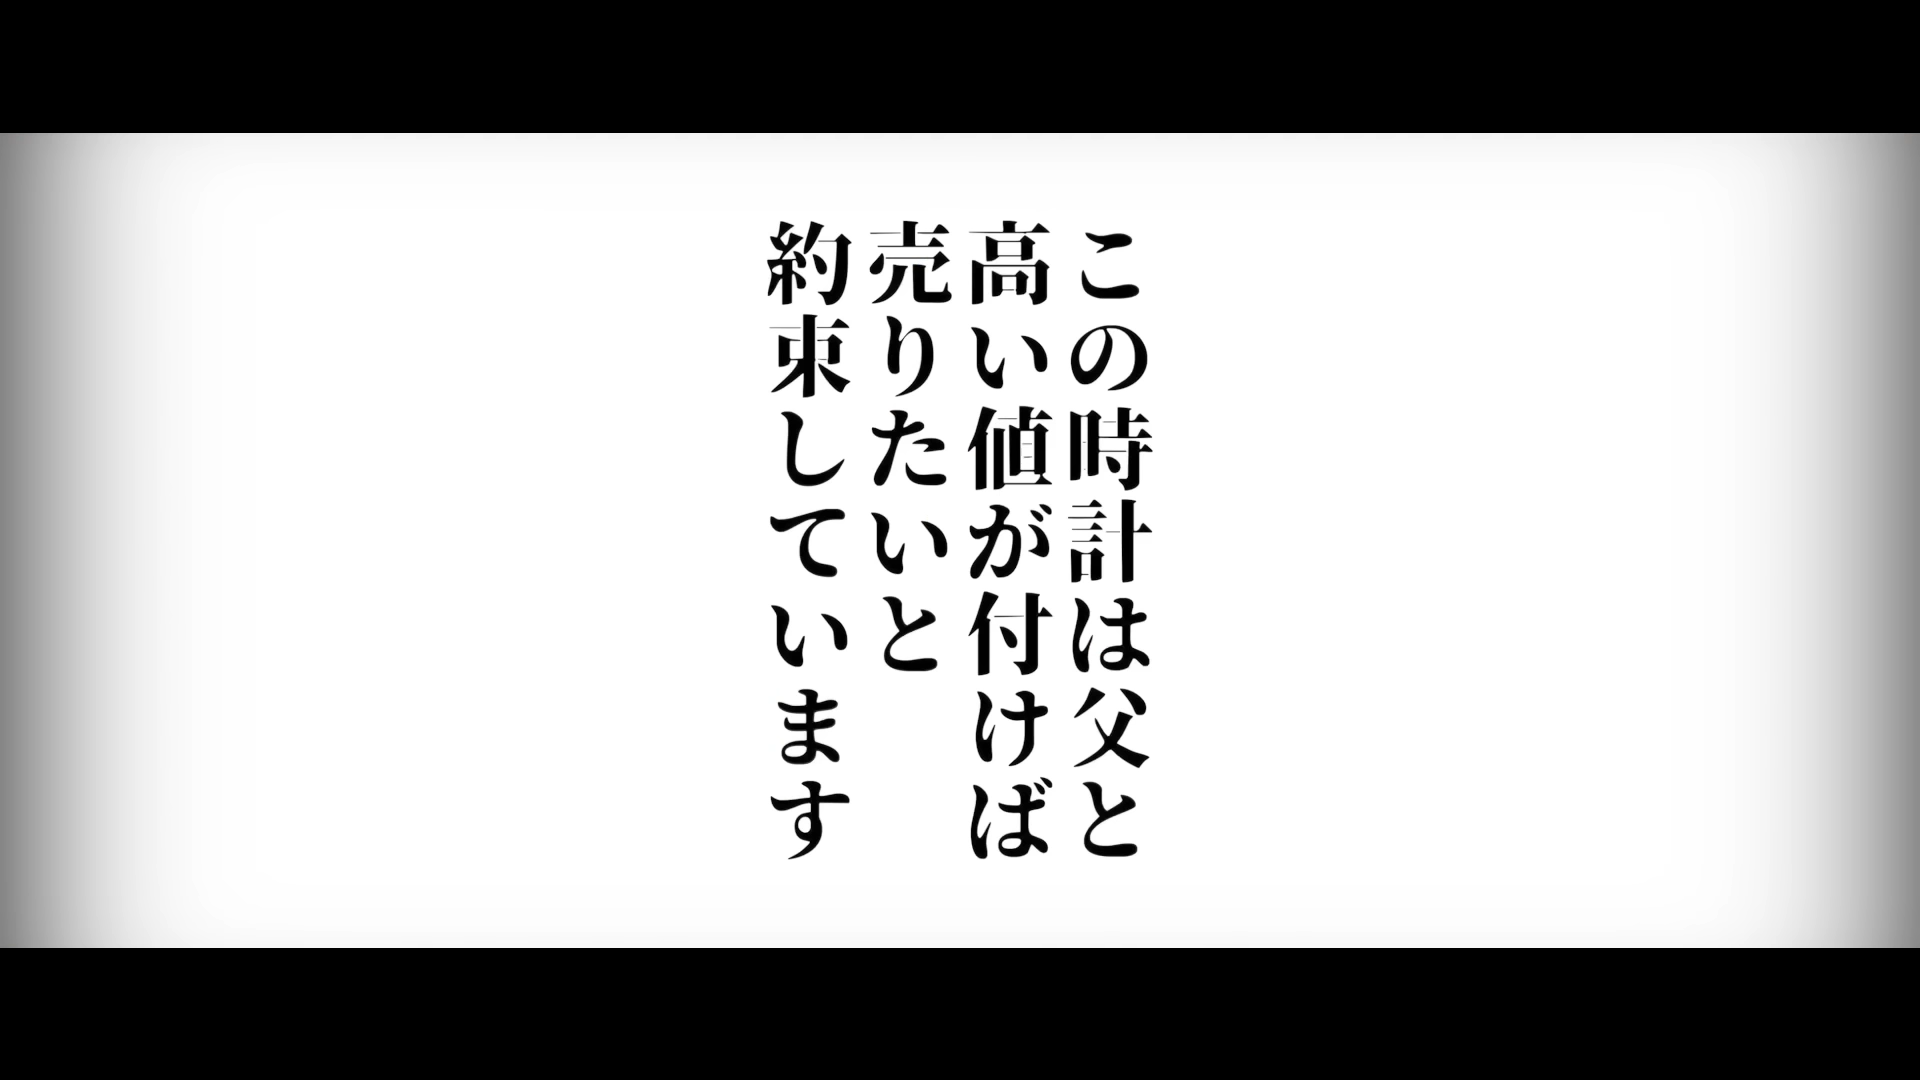 この時計は父と
高い値が付けば
売りたいと
約束しています